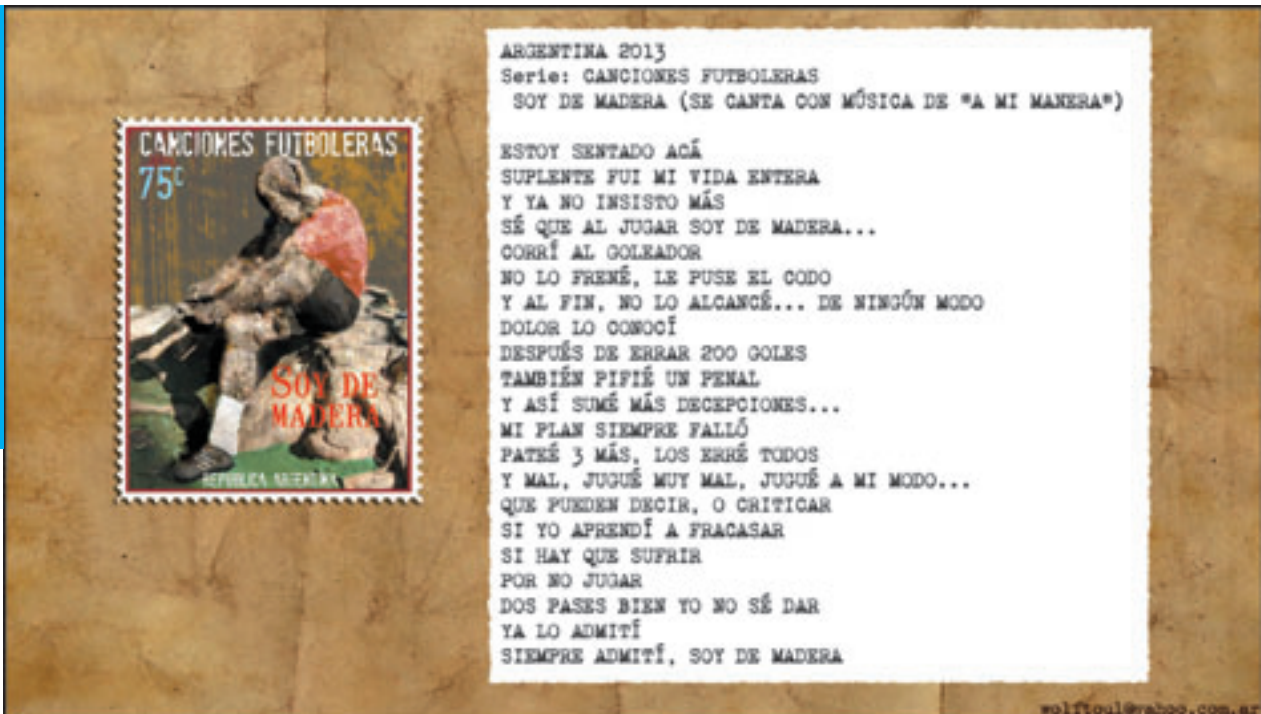 CANCIONES FUTBOLERAS
75c
SOY DE
MADERA
REPUBLICA ARGENTINA
ARGENTINA 2013
Serie: CANCIONES FUTBOLERAS
SOY DE MADERA (SE CANTA CON MÚSICA DE "A MI MANERA")
ESTOY SENTADO ACÁ
SUPLENTE FUI MI VIDA ENTERA
Y YA NO INSISTO MÁS
SÉ QUE AL JUGAR SOY DE MADERA...
CORRÍ AL GOLEADOR
NO LO FRENÉ, LE PUSE EL CODO
Y AL FIN, NO LO ALCANCÉ... DE NINGÚN MODO
DOLOR LO CONOCÍ
DESPUÉS DE ERRAR 200 GOLES
TAMBIÉN PIFIÉ UN PENAL
Y ASÍ SUMÉ MÁS DECEPCIONES...
MI PLAN SIEMPRE FALLÓ
PATEÉ 3 MÁS, LOS ERRÉ TODOS
Y MAL, JUGUÉ MUY MAL, JUGUÉ A MI MODO...
QUE PUEDEN DECIR, O CRITICAR
SI YO APRENDÍ A FRACASAR
SI HAY QUE SUFRIR
POR NO JUGAR
DOS PASES BIEN YO NO SÉ DAR
YA LO ADMITÍ
SIEMPRE ADMITÍ, SOY DE MADERA
wolftoul@yahoo.com.ar